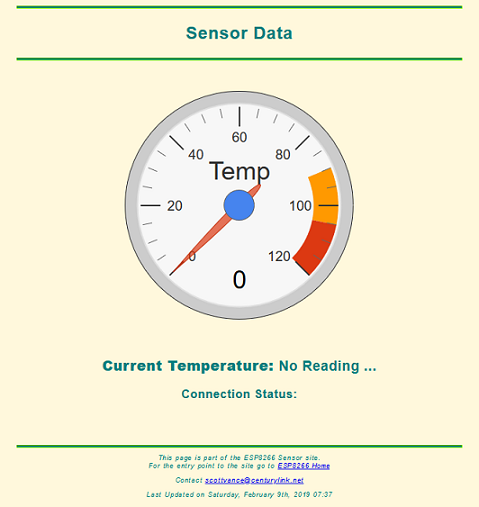 Sensor Data
60
40
80
Temp
20
100
0
120
0
Current Temperature: No Reading ...
Connection Status:
This page is part of the ESP8266 Sensor site.
For the entry point to the site go to ESP8266 Home
Contact scottvance@centurylink.net
Last Updated on Saturday, February 9th, 2019 07:37